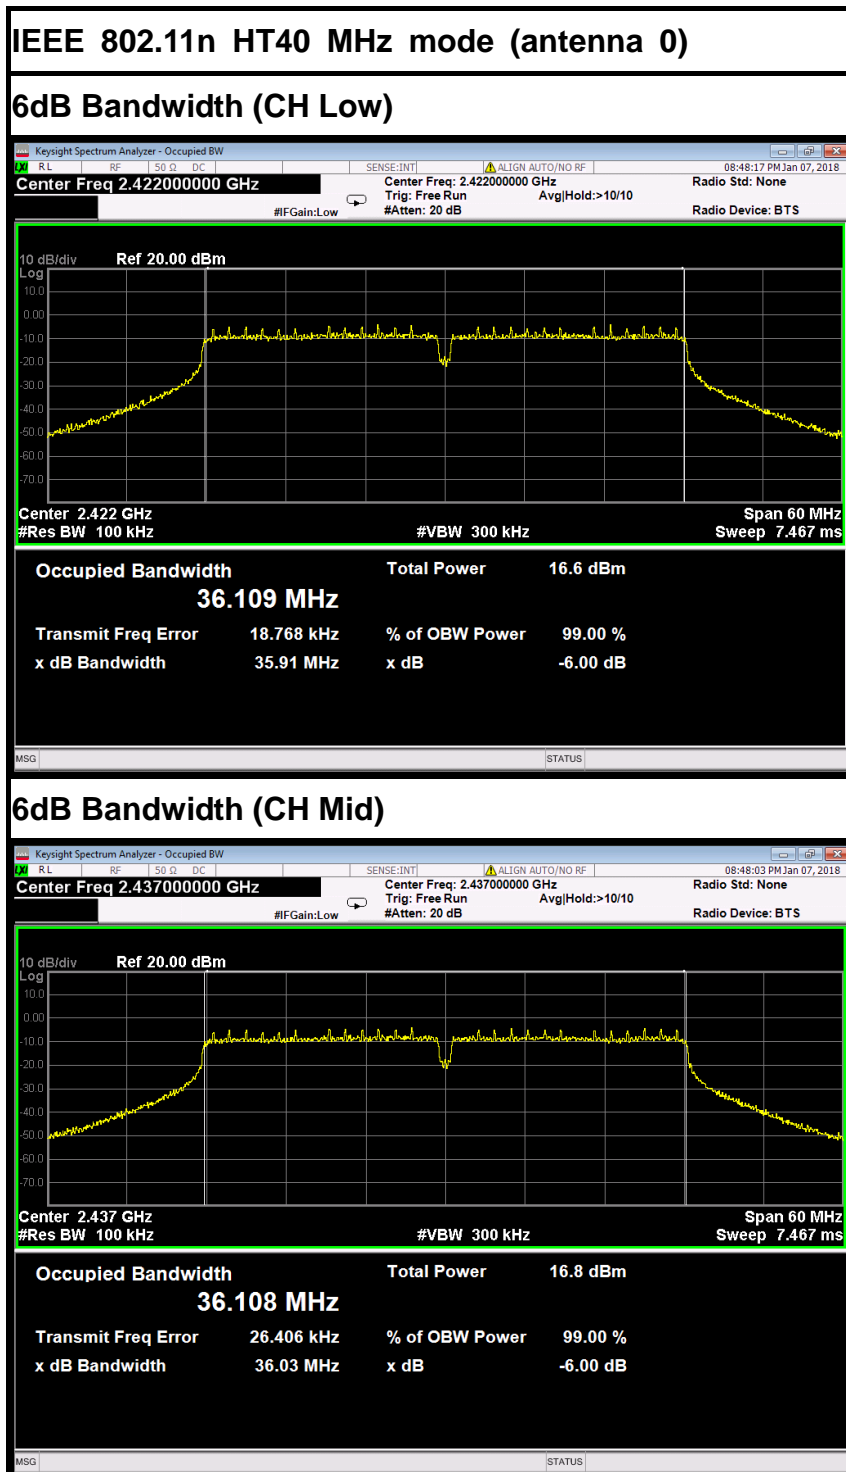 IEEE 802.11n HT40 MHz mode (antenna 0)
6dB Bandwidth (CH Low)
Keysight Spectrum Analyzer - Occupied BW
LXI RL RF 50 Ω DC SENSE:INT ALIGN AUTO/NO RF 08:48:17 PM Jan 07, 2018
Center Freq 2.422000000 GHz Center Freq: 2.422000000 GHz Radio Std: None
Trig: Free Run Avg|Hold:>10/10
#IFGain:Low #Atten: 20 dB Radio Device: BTS
10 dB/div Ref 20.00 dBm
Log
10.0
0.00
-10.0
-20.0
-30.0
-40.0
-50.0
-60.0
-70.0
Center 2.422 GHz Span 60 MHz
#Res BW 100 kHz #VBW 300 kHz Sweep 7.467 ms
Occupied Bandwidth Total Power 16.6 dBm
36.109 MHz
Transmit Freq Error 18.768 kHz % of OBW Power 99.00 %
x dB Bandwidth 35.91 MHz x dB -6.00 dB
MSG STATUS
6dB Bandwidth (CH Mid)
Keysight Spectrum Analyzer - Occupied BW
LXI RL RF 50 Ω DC SENSE:INT ALIGN AUTO/NO RF 08:48:03 PM Jan 07, 2018
Center Freq 2.437000000 GHz Center Freq: 2.437000000 GHz Radio Std: None
Trig: Free Run Avg|Hold:>10/10
#IFGain:Low #Atten: 20 dB Radio Device: BTS
10 dB/div Ref 20.00 dBm
Log
10.0
0.00
-10.0
-20.0
-30.0
-40.0
-50.0
-60.0
-70.0
Center 2.437 GHz Span 60 MHz
#Res BW 100 kHz #VBW 300 kHz Sweep 7.467 ms
Occupied Bandwidth Total Power 16.8 dBm
36.108 MHz
Transmit Freq Error 26.406 kHz % of OBW Power 99.00 %
x dB Bandwidth 36.03 MHz x dB -6.00 dB
MSG STATUS